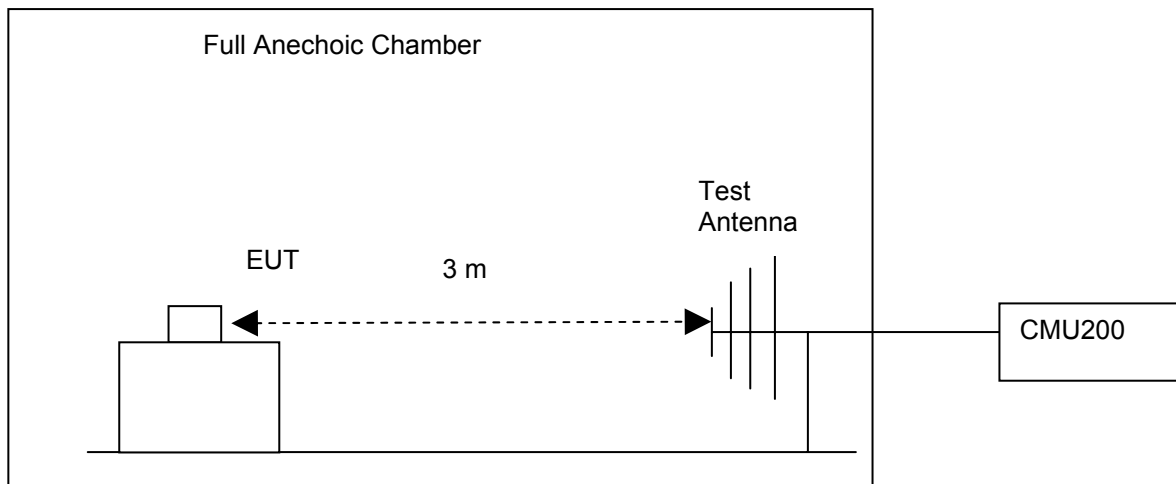 Full Anechoic Chamber
Test
Antenna
EUT
3 m
CMU200